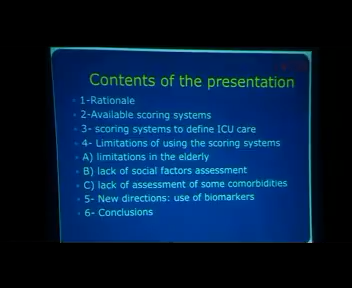 Contents of the presentation
1-Rationale
2-Available scoring systems
3- scoring systems to define ICU care
4- Limitations of using the scoring systems
A) limitations in the elderly
B) lack of social factors assessment
C) lack of assessment of some comorbidities
5- New directions: use of biomarkers
6- Conclusions